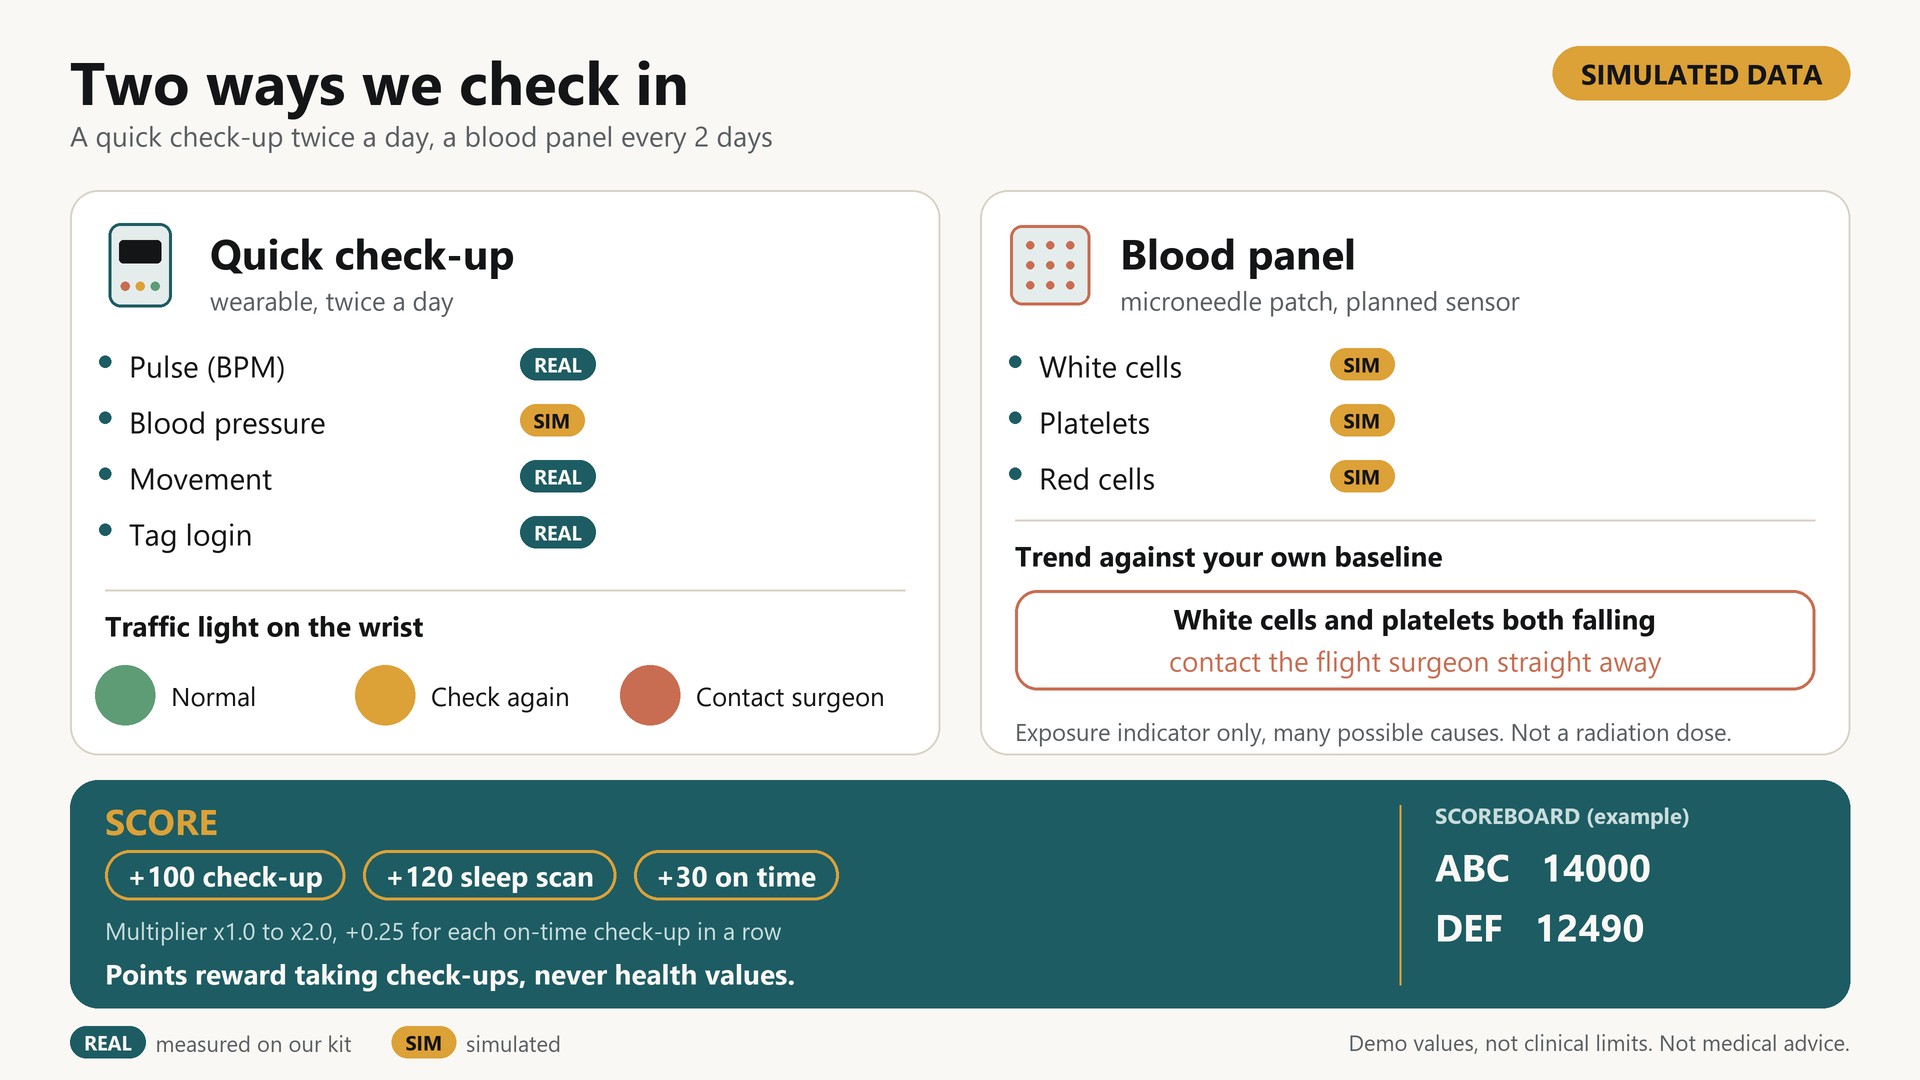 Two ways we check in
SIMULATED DATA
A quick check-up twice a day, a blood panel every 2 days
Quick check-up
wearable, twice a day
Pulse (BPM) REAL
Blood pressure SIM
Movement REAL
Tag login REAL
Traffic light on the wrist
Normal Check again Contact surgeon
Blood panel
microneedle patch, planned sensor
White cells SIM
Platelets SIM
Red cells SIM
Trend against your own baseline
White cells and platelets both falling
contact the flight surgeon straight away
Exposure indicator only, many possible causes. Not a radiation dose.
SCORE
+100 check-up +120 sleep scan +30 on time
Multiplier x1.0 to x2.0, +0.25 for each on-time check-up in a row
Points reward taking check-ups, never health values.
SCOREBOARD (example)
ABC 14000
DEF 12490
REAL measured on our kit SIM simulated
Demo values, not clinical limits. Not medical advice.